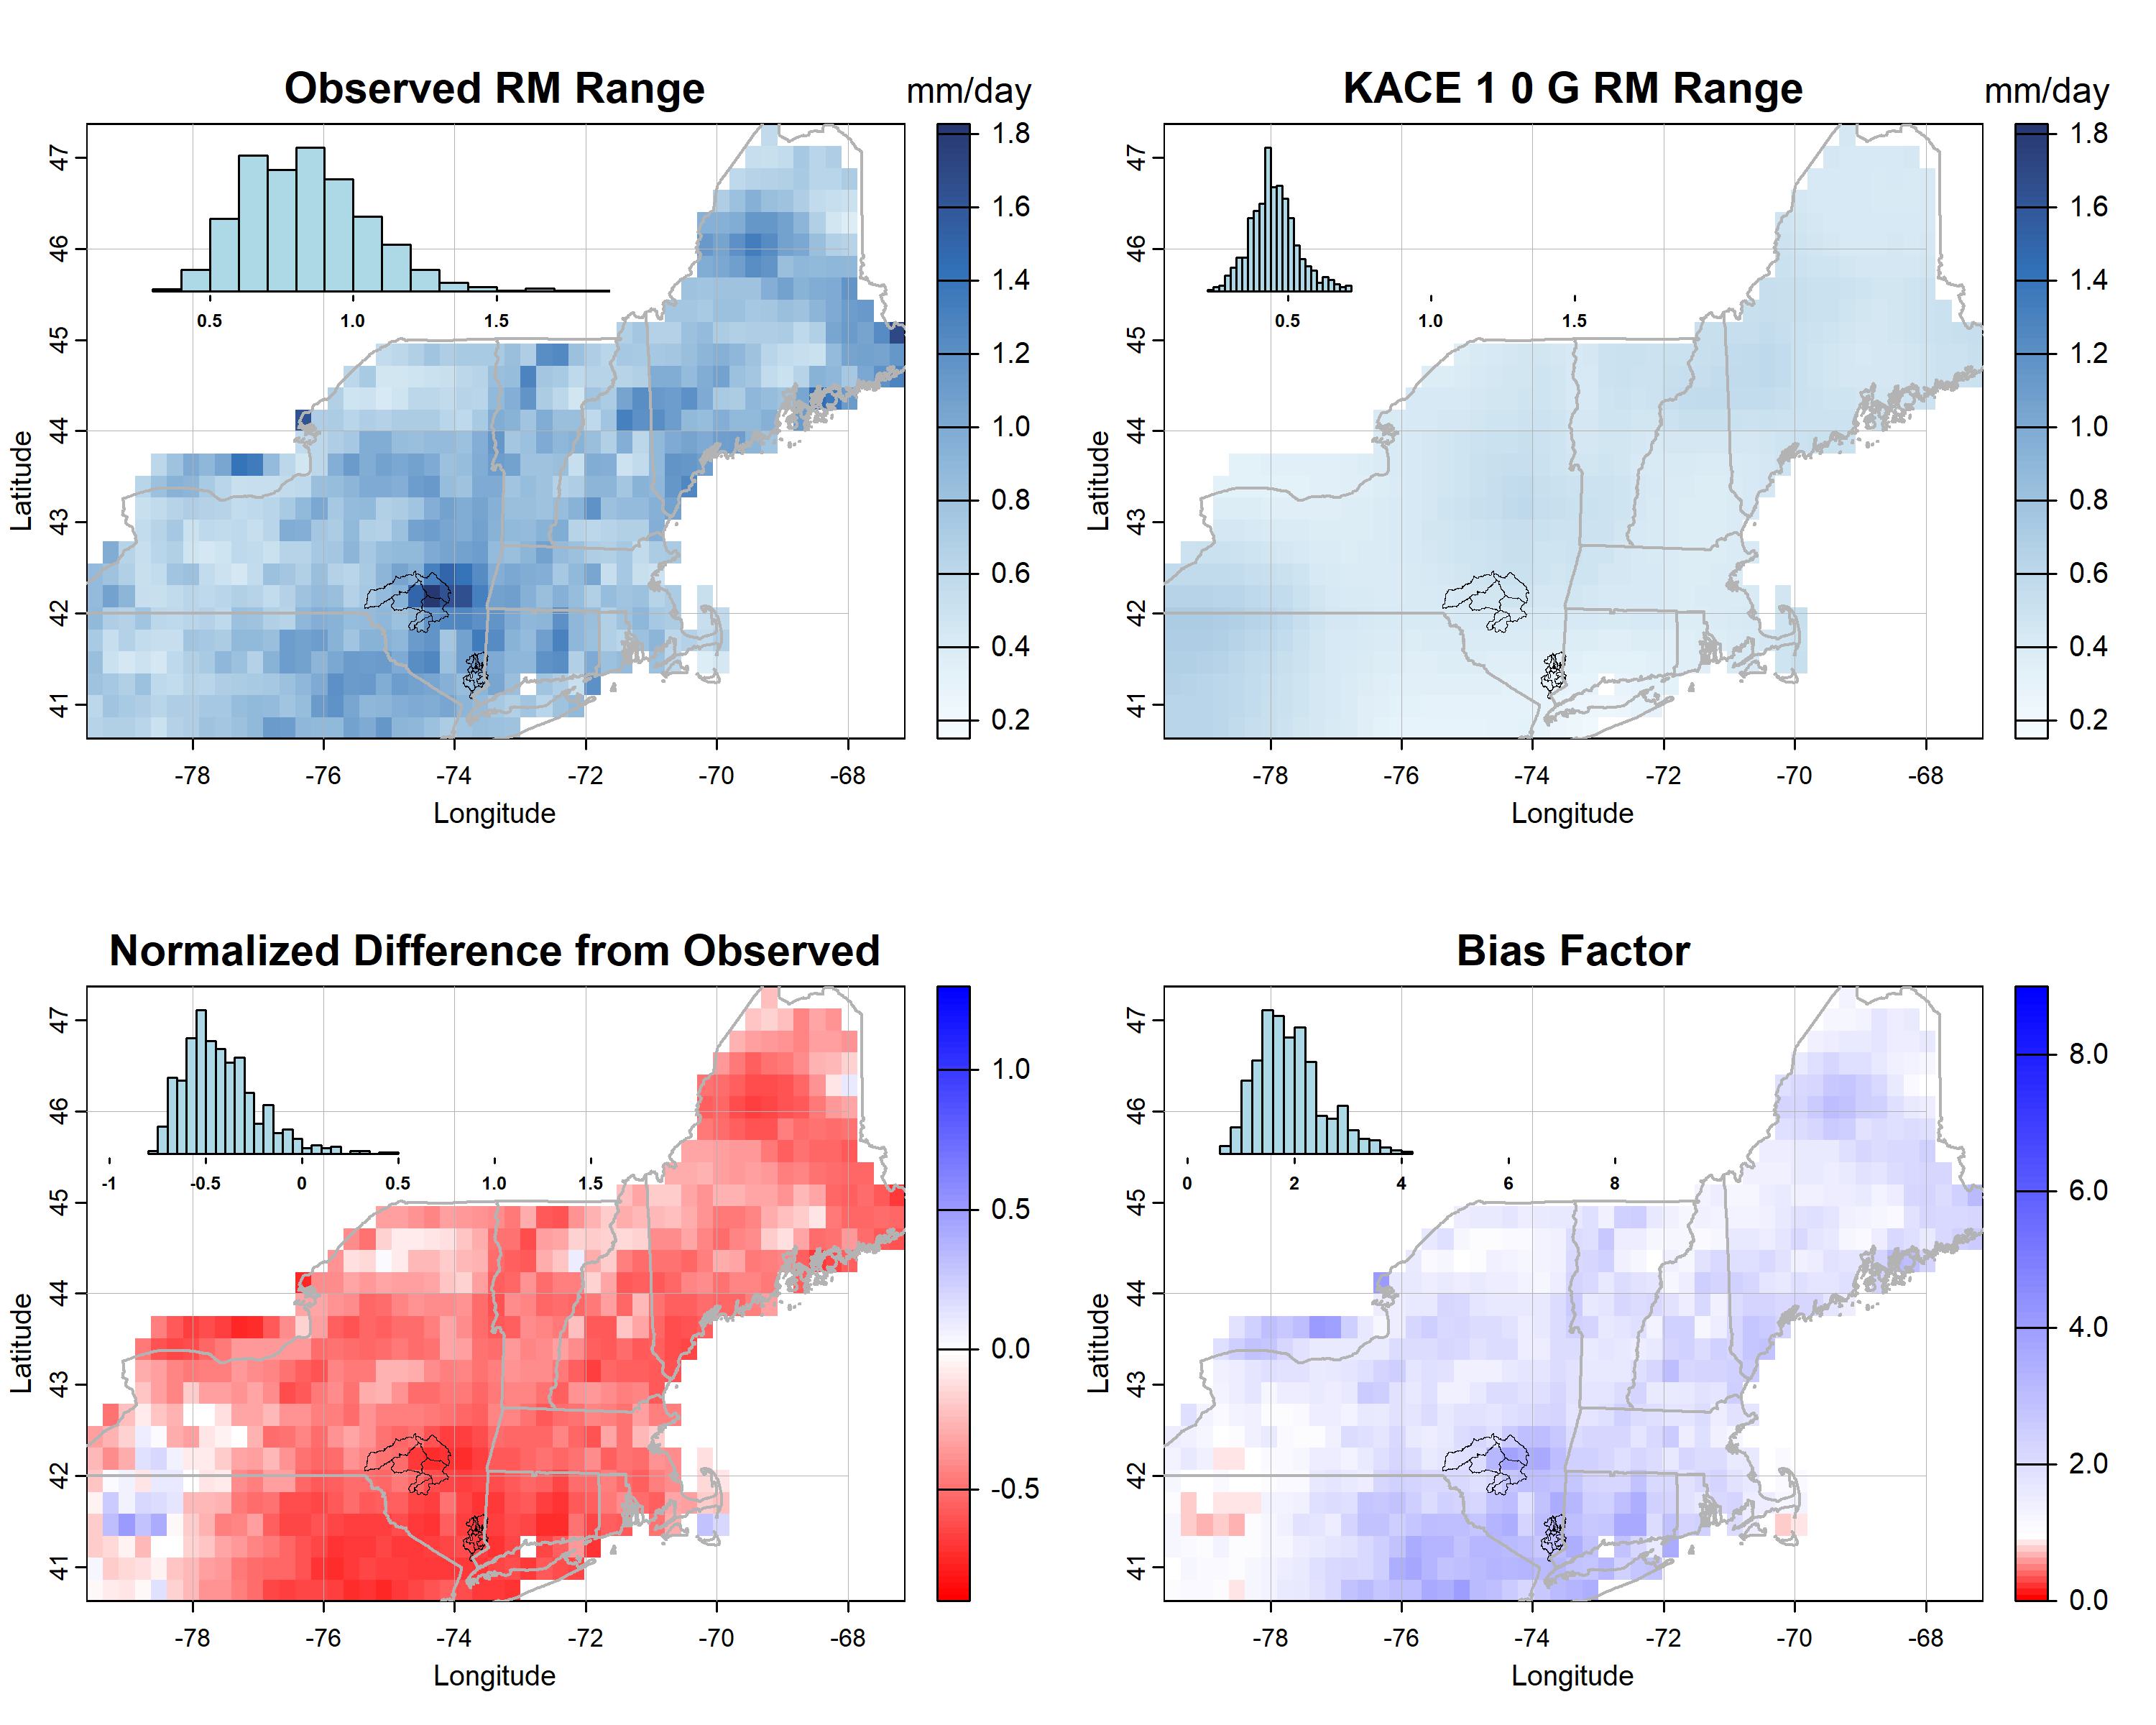 Observed RM Range
mm/day
47
46
45
44
43
42
41
Latitude
0.5 1.0 1.5
1.8
1.6
1.4
1.2
1.0
0.8
0.6
0.4
0.2
-78 -76 -74 -72 -70 -68
Longitude
KACE 1 0 G RM Range
mm/day
47
46
45
44
43
42
41
Latitude
0.5 1.0 1.5
1.8
1.6
1.4
1.2
1.0
0.8
0.6
0.4
0.2
-78 -76 -74 -72 -70 -68
Longitude
Normalized Difference from Observed
47
46
45
44
43
42
41
Latitude
-1 -0.5 0 0.5 1.0 1.5
1.0
0.5
0.0
-0.5
-78 -76 -74 -72 -70 -68
Longitude
Bias Factor
47
46
45
44
43
42
41
Latitude
0 2 4 6 8
8.0
6.0
4.0
2.0
0.0
-78 -76 -74 -72 -70 -68
Longitude